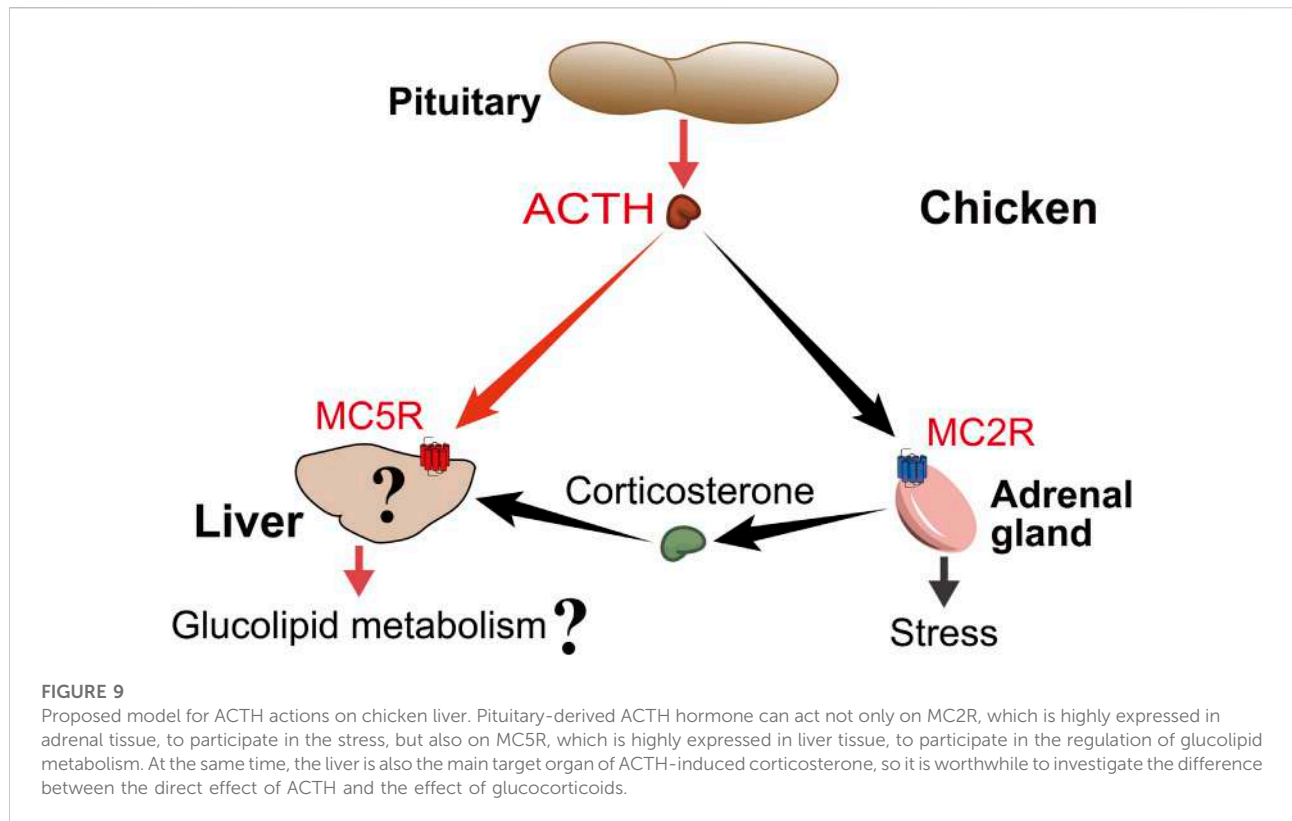 Pituitary
ACTH
Chicken
MC5R
MC2R
?
Corticosterone
Liver
Adrenal
gland
Glucolipid metabolism ?
Stress
FIGURE 9
Proposed model for ACTH actions on chicken liver. Pituitary-derived ACTH hormone can act not only on MC2R, which is highly expressed in
adrenal tissue, to participate in the stress, but also on MC5R, which is highly expressed in liver tissue, to participate in the regulation of glucolipid
metabolism. At the same time, the liver is also the main target organ of ACTH-induced corticosterone, so it is worthwhile to investigate the difference
between the direct effect of ACTH and the effect of glucocorticoids.